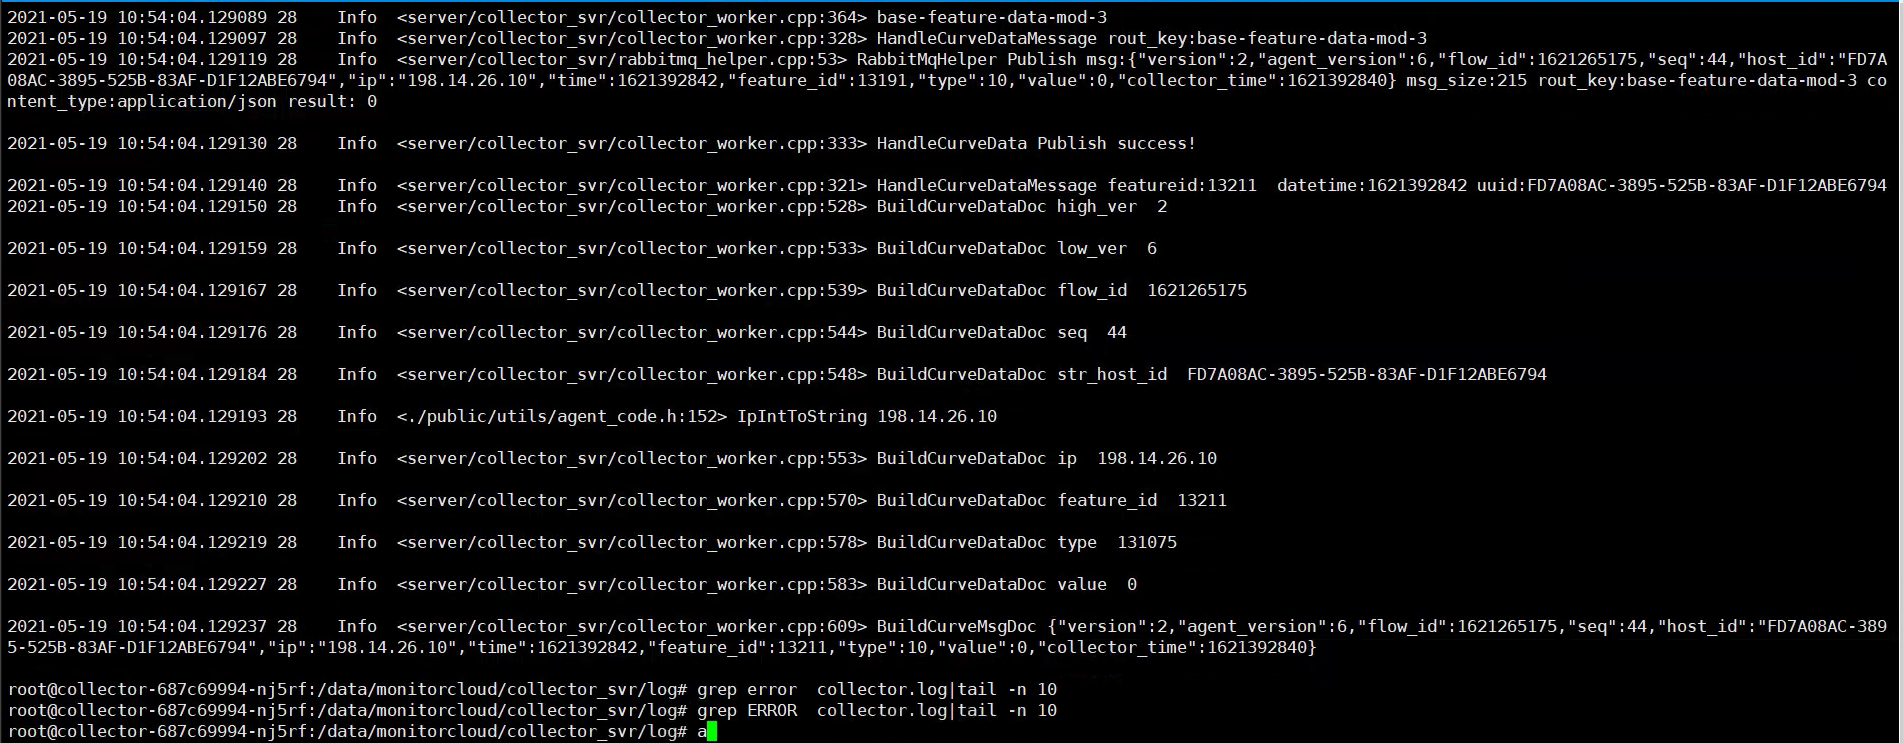 2021-05-19 10:54:04.129089 28    Info  <server/collector_svr/collector_worker.cpp:364> base-feature-data-mod-3
2021-05-19 10:54:04.129097 28    Info  <server/collector_svr/collector_worker.cpp:328> HandleCurveDataMessage rout_key:base-feature-data-mod-3
2021-05-19 10:54:04.129119 28    Info  <server/collector_svr/rabbitmq_helper.cpp:53> RabbitMqHelper Publish msg:{"version":2,"agent_version":6,"flow_id":1621265175,"seq":44,"host_id":"FD7A
08AC-3895-525B-83AF-D1F12ABE6794","ip":"198.14.26.10","time":1621392842,"feature_id":13191,"type":10,"value":0,"collector_time":1621392840} msg_size:215 rout_key:base-feature-data-mod-3 co
ntent_type:application/json result: 0
2021-05-19 10:54:04.129130 28    Info  <server/collector_svr/collector_worker.cpp:333> HandleCurveData Publish success!
2021-05-19 10:54:04.129140 28    Info  <server/collector_svr/collector_worker.cpp:321> HandleCurveDataMessage featureid:13211  datetime:1621392842 uuid:FD7A08AC-3895-525B-83AF-D1F12ABE6794
2021-05-19 10:54:04.129150 28    Info  <server/collector_svr/collector_worker.cpp:528> BuildCurveDataDoc high_ver  2
2021-05-19 10:54:04.129159 28    Info  <server/collector_svr/collector_worker.cpp:533> BuildCurveDataDoc low_ver  6
2021-05-19 10:54:04.129167 28    Info  <server/collector_svr/collector_worker.cpp:539> BuildCurveDataDoc flow_id  1621265175
2021-05-19 10:54:04.129176 28    Info  <server/collector_svr/collector_worker.cpp:544> BuildCurveDataDoc seq  44
2021-05-19 10:54:04.129184 28    Info  <server/collector_svr/collector_worker.cpp:548> BuildCurveDataDoc str_host_id  FD7A08AC-3895-525B-83AF-D1F12ABE6794
2021-05-19 10:54:04.129193 28    Info  <./public/utils/agent_code.h:152> IpIntToString 198.14.26.10
2021-05-19 10:54:04.129202 28    Info  <server/collector_svr/collector_worker.cpp:553> BuildCurveDataDoc ip  198.14.26.10
2021-05-19 10:54:04.129210 28    Info  <server/collector_svr/collector_worker.cpp:570> BuildCurveDataDoc feature_id  13211
2021-05-19 10:54:04.129219 28    Info  <server/collector_svr/collector_worker.cpp:578> BuildCurveDataDoc type  131075
2021-05-19 10:54:04.129227 28    Info  <server/collector_svr/collector_worker.cpp:583> BuildCurveDataDoc value  0
2021-05-19 10:54:04.129237 28    Info  <server/collector_svr/collector_worker.cpp:609> BuildCurveMsgDoc {"version":2,"agent_version":6,"flow_id":1621265175,"seq":44,"host_id":"FD7A08AC-389
5-525B-83AF-D1F12ABE6794","ip":"198.14.26.10","time":1621392842,"feature_id":13211,"type":10,"value":0,"collector_time":1621392840}
root@collector-687c69994-nj5rf:/data/monitorcloud/collector_svr/log# grep error  collector.log|tail -n 10
root@collector-687c69994-nj5rf:/data/monitorcloud/collector_svr/log# grep ERROR  collector.log|tail -n 10
root@collector-687c69994-nj5rf:/data/monitorcloud/collector_svr/log# a